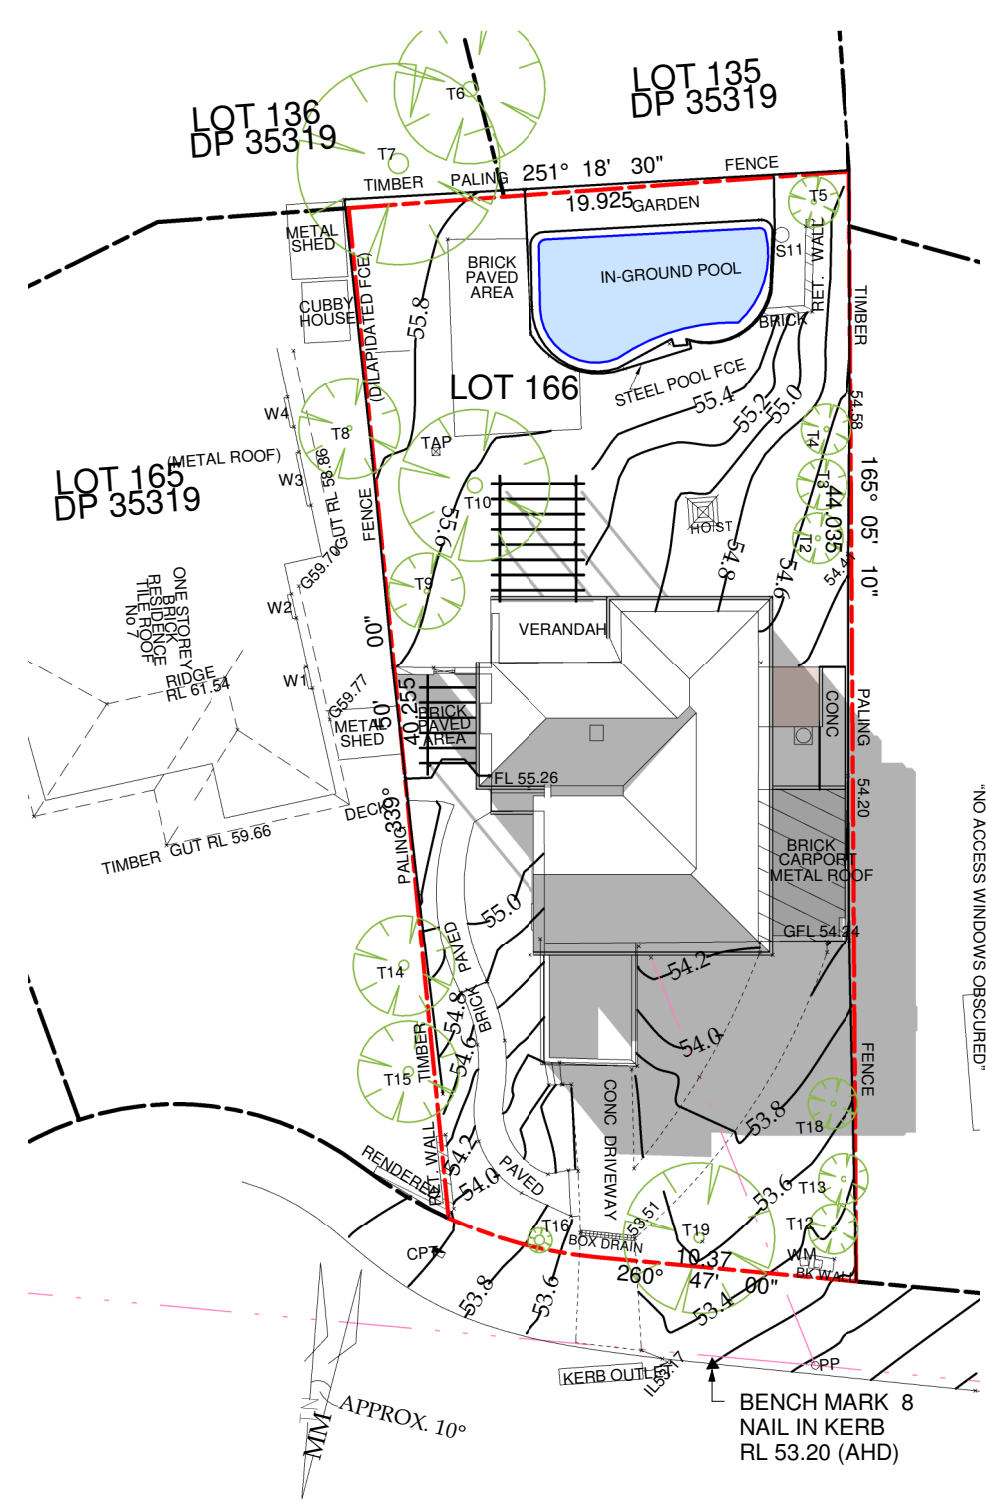 LOT 136
DP 35319
LOT 135
DP 35319
T6
T7
TIMBER
PALING
251° 18' 30"
FENCE
19.925
GARDEN
T5
METAL
SHED
CUBBY
HOUSE
(DILAPIDATED FCE)
55.8
BRICK
PAVED
AREA
IN-GROUND POOL
S11
RET. WALL
BRICK
TIMBER
LOT 166
STEEL POOL FCE
55.4
55.2
55.0
54.58
W4
T8
TAP
T4
LOT 165
DP 35319
(METAL ROOF)
W3
GUT RL 58.86
FENCE
T10
55.6
HOIST
T3
44.035
165° 05' 10"
T2
54.8
54.6
G59.70
T9
ONE STOREY
BRICK
RESIDENCE
TILE ROOF
No 7
W2
VERANDAH
RIDGE
RL 61.54
W1
G59.77
METAL
SHED
339° 50' 00"
40.255
BRICK
PAVED
AREA
CONC
PALING
FL 55.26
54.20
DECK
TIMBER
GUT RL 59.66
PALING
BRICK
CARPORT
METAL ROOF
GFL 54.24
"NO ACCESS WINDOWS OBSCURED"
55.0
BRICK PAVED
T14
54.2
54.8
54.0
54.6
TIMBER
T15
FENCE
CONC DRIVEWAY
53.8
T18
RENDERED
RET. WALL
54.2
54.0
PAVED
53.6
T13
T16
53.51
T19
T12
BOX DRAIN
CPT
10.37
WM
260° 47' 00"
53.8
53.6
53.4
PP
KERB OUTLET
IL53.17
APPROX. 10°
MM
BENCH MARK 8
NAIL IN KERB
RL 53.20 (AHD)